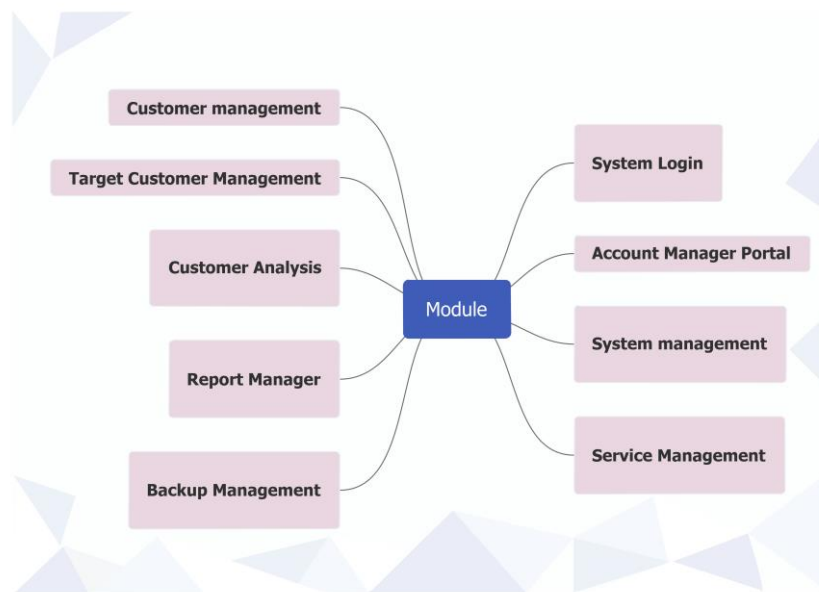 Customer management
Target Customer Management
Customer Analysis
Report Manager
Backup Management
Module
System Login
Account Manager Portal
System management
Service Management